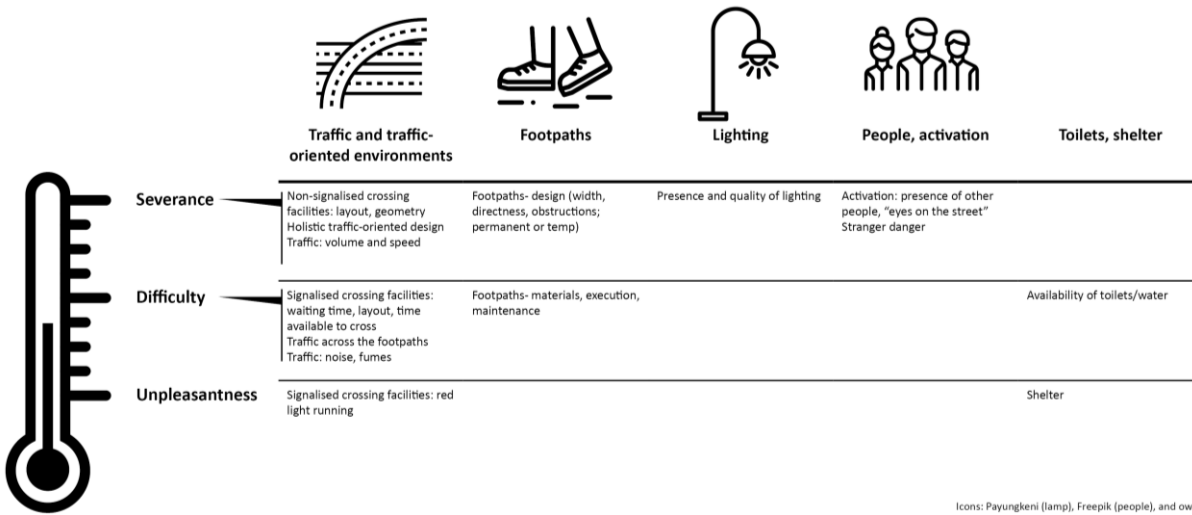 Traffic and traffic-
oriented environments
Footpaths
Lighting
People, activation
Toilets, shelter
Severance
Non-signalised crossing
facilities: layout, geometry
Holistic traffic-oriented design
Traffic: volume and speed
Footpaths- design (width,
directness, obstructions;
permanent or temp)
Presence and quality of lighting
Activation: presence of other
people, “eyes on the street”
Stranger danger
Difficulty
Signalised crossing facilities:
waiting time, layout, time
available to cross
Traffic across the footpaths
Traffic: noise, fumes
Footpaths- materials, execution,
maintenance
Availability of toilets/water
Unpleasantness
Signalised crossing facilities: red
light running
Shelter
Icons: Payungkeni (lamp), Freepik (people), and